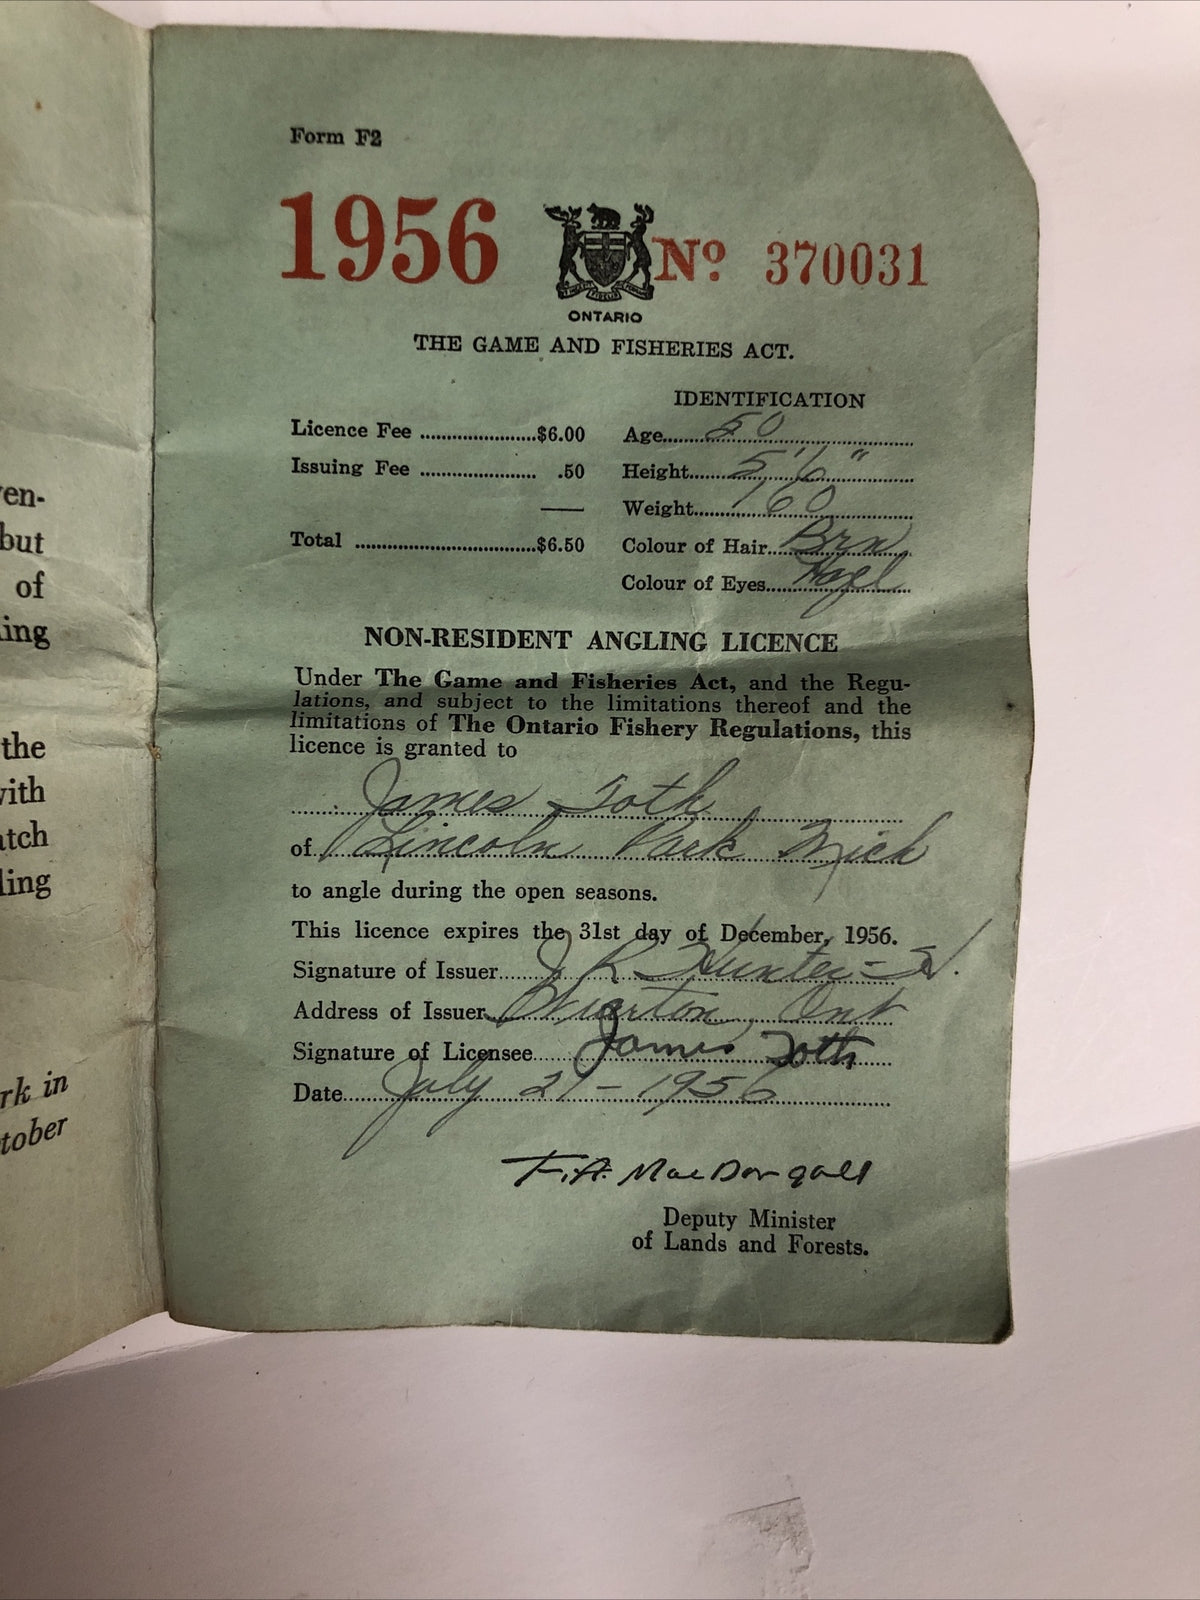 en-
but
of
ing
the
with
atch
ling
rk in
tober
Form F2
1956 No 370031
ONTARIO
THE GAME AND FISHERIES ACT.
IDENTIFICATION
Licence Fee ......................$6.00 Age..... 50
Issuing Fee ...................... .50 Height..... 5'6"
Weight..... 160
Total ..................................$6.50 Colour of Hair... Brn
Colour of Eyes..... Hazl
NON-RESIDENT ANGLING LICENCE
Under The Game and Fisheries Act, and the Regu-
lations, and subject to the limitations thereof and the
limitations of The Ontario Fishery Regulations, this
licence is granted to
James Toth
of Lincoln Park Mich
to angle during the open seasons.
This licence expires the 31st day of December, 1956.
Signature of Issuer..... J R Hunter
Address of Issuer... Wiarton, Ont
Signature of Licensee..... James Toth
Date..... July 21 - 1956
F.A. MacDougall
Deputy Minister
of Lands and Forests.